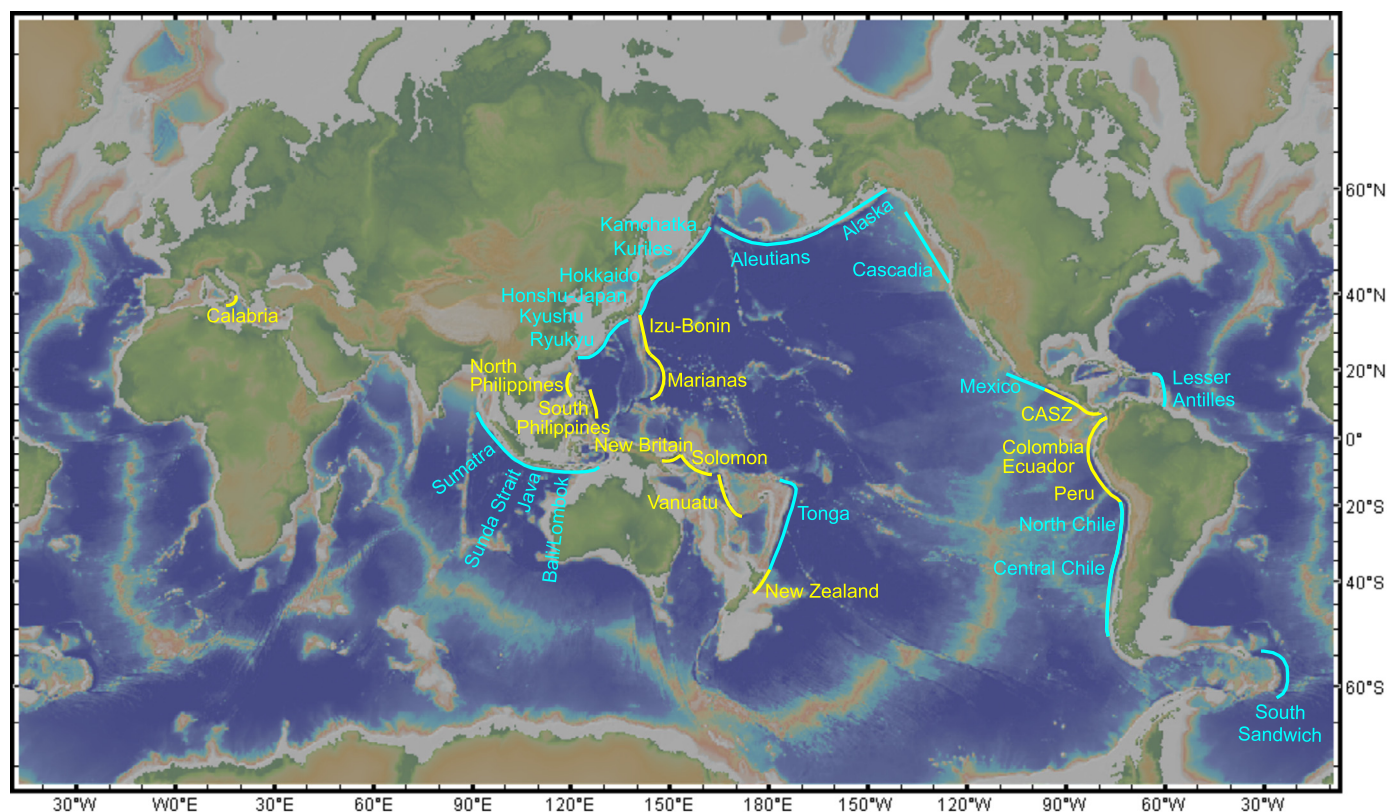 Kamchatka
Kuriles
Hokkaido
Honshu-Japan
Kyushu
Ryukyu
Aleutians
Alaska
Cascadia
Calabria
Izu-Bonin
Marianas
North
Philippines
South
Philippines
New Britain
Solomon
Vanuatu
Tonga
New Zealand
Sumatra
Sunda Strait
Java
Bali/Lombok
Mexico
CASZ
Lesser
Antilles
Colombia
Ecuador
Peru
North Chile
Central Chile
South
Sandwich
60°N
40°N
20°N
0°
20°S
40°S
60°S
30°W W0°E 30°E 60°E 90°E 120°E 150°E 180°E 150°W 120°W 90°W 60°W 30°W